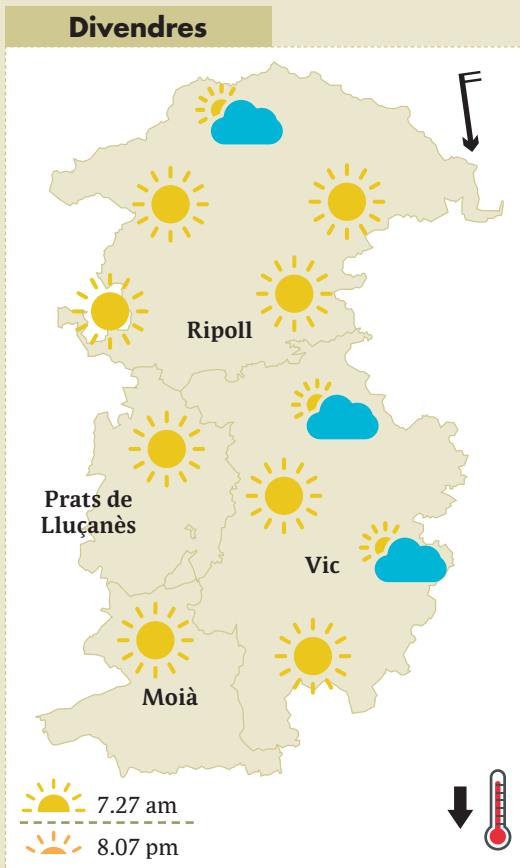 Divendres
Ripoll
Prats de
Lluçanès
Vic
Moià
7.27 am
8.07 pm